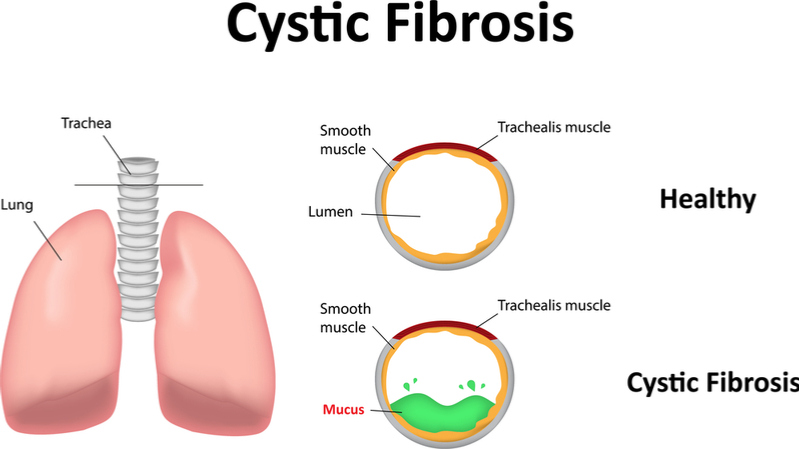 Cystic Fibrosis
Trachea
Lung
Smooth
muscle
Trachealis muscle
Lumen
Healthy
Smooth
muscle
Trachealis muscle
Mucus
Cystic Fibrosis